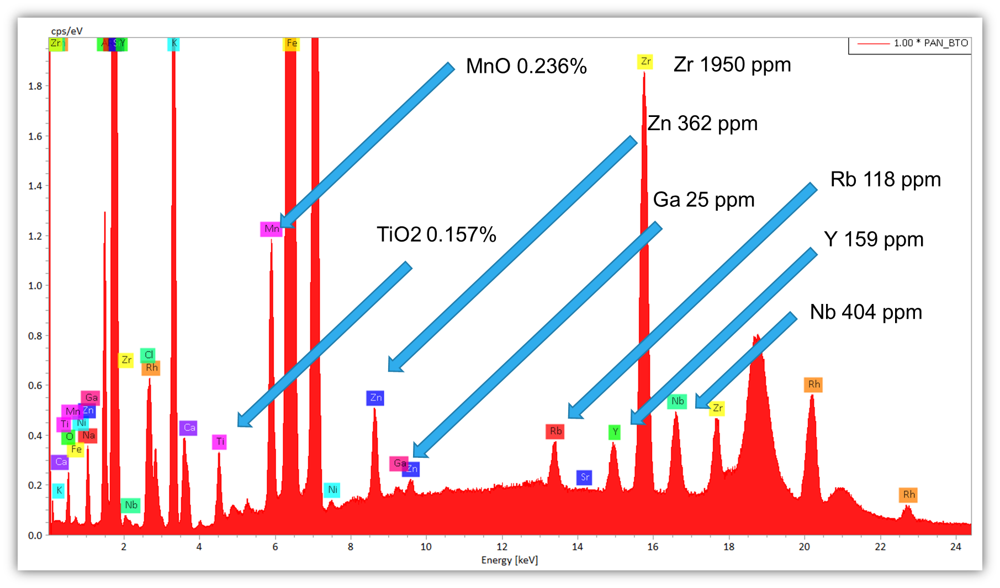 cps/eV
Zr
S
Y
K
Fe
1.00 * PAN_BTO
MnO 0.236%
Zr
Zr 1950 ppm
1.8
Zn 362 ppm
1.6
Rb 118 ppm
1.4
Ga 25 ppm
Mn
TiO2 0.157%
1.2
Y 159 ppm
1.0
Nb 404 ppm
0.8
Cl
Zr
Rh
0.6
Ga
Zn
Nb
Rh
Mn
Zn
Zr
Ti
Ni
Ca
Rb
Y
0.4
O
Na
Ti
Fe
Ca
Ga
Zn
Sr
0.2
K
Ni
Rh
Nb
0.0
2 4 6 8 10 12 14 16 18 20 22 24
Energy [keV]